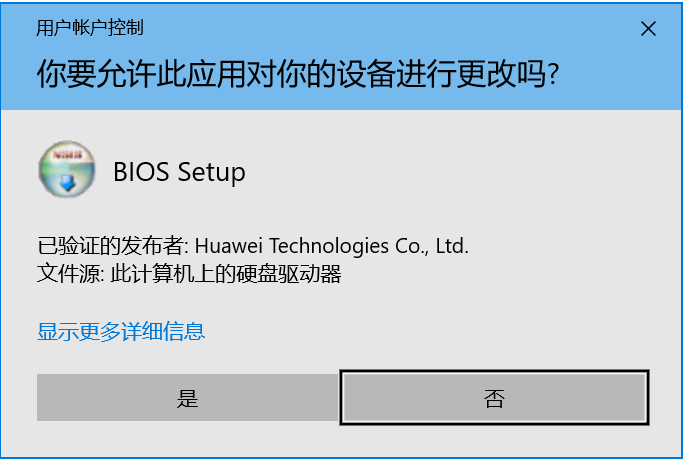 用户帐户控制
你要允许此应用对你的设备进行更改吗?
NSIS
BIOS Setup
已验证的发布者: Huawei Technologies Co., Ltd.
文件源: 此计算机上的硬盘驱动器
显示更多详细信息
是
否